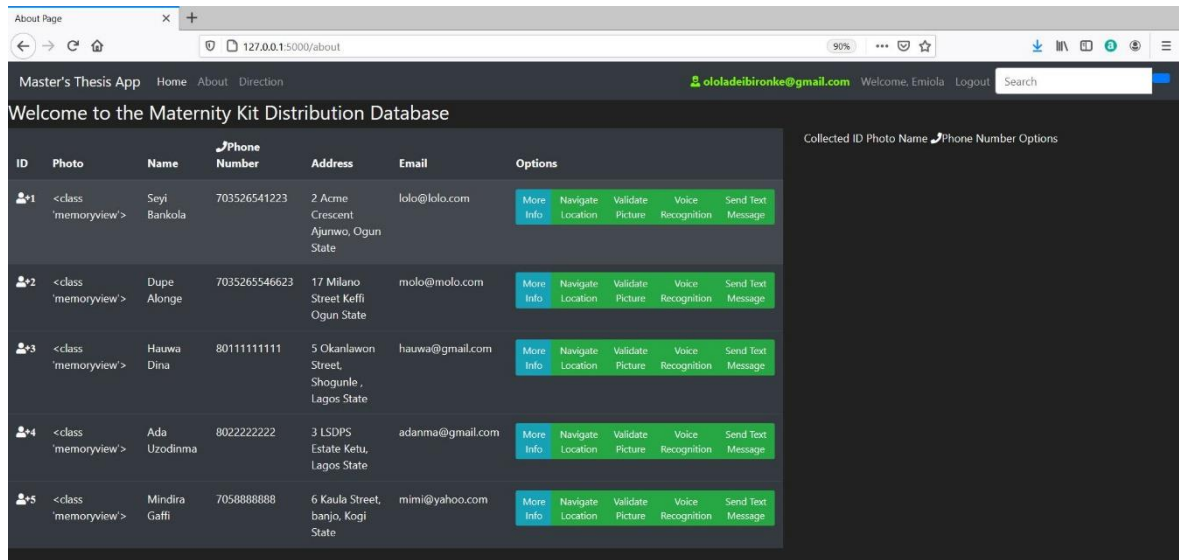 About Page
127.0.0.1:5000/about
90%
Master's Thesis App Home About Direction ololadeibironke@gmail.com Welcome, Emiola Logout Search
Welcome to the Maternity Kit Distribution Database
Collected ID Photo Name Phone Number Options
ID Photo Name Phone Number Address Email Options
+1 <class 'memoryview'> Seyi Bankola 703526541223 2 Acme Crescent Ajunwo, Ogun State lolo@lolo.com More Info Navigate Location Validate Picture Voice Recognition Send Text Message
+2 <class 'memoryview'> Dupe Alonge 7035265546623 17 Milano Street Keffi Ogun State molo@molo.com More Info Navigate Location Validate Picture Voice Recognition Send Text Message
+3 <class 'memoryview'> Hauwa Dina 80111111111 5 Okanlawon Street, Shogunle , Lagos State hauwa@gmail.com More Info Navigate Location Validate Picture Voice Recognition Send Text Message
+4 <class 'memoryview'> Ada Uzodinma 8022222222 3 LSDPS Estate Ketu, Lagos State adanma@gmail.com More Info Navigate Location Validate Picture Voice Recognition Send Text Message
+5 <class 'memoryview'> Mindira Gaffi 7058888888 6 Kaula Street, banjo, Kogi State mimi@yahoo.com More Info Navigate Location Validate Picture Voice Recognition Send Text Message